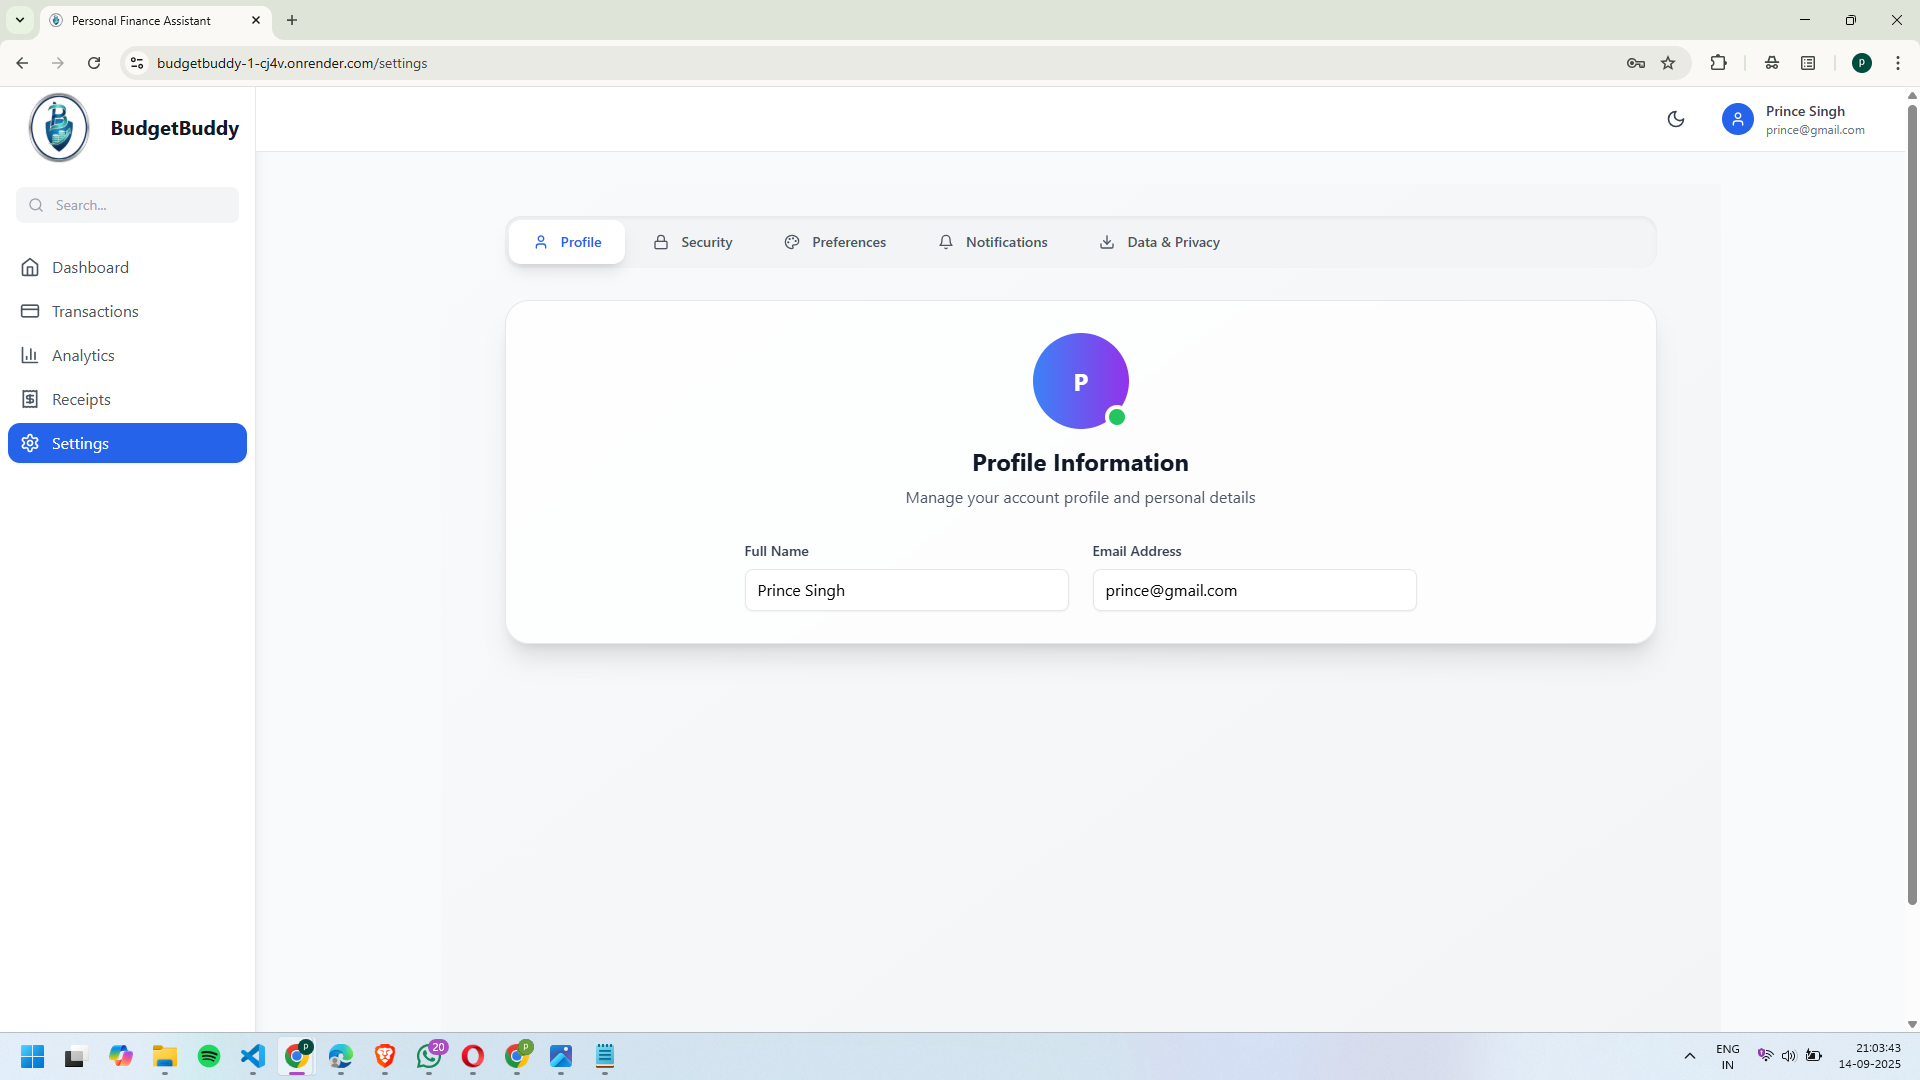 Personal Finance Assistant
budgetbuddy-1-cj4v.onrender.com/settings
P
BudgetBuddy
Prince Singh
prince@gmail.com
Search...
Dashboard
Transactions
Analytics
Receipts
Settings
Profile
Security
Preferences
Notifications
Data & Privacy
P
Profile Information
Manage your account profile and personal details
Full Name
Email Address
Prince Singh
prince@gmail.com
P
20
P
ENG
IN
21:03:43
14-09-2025